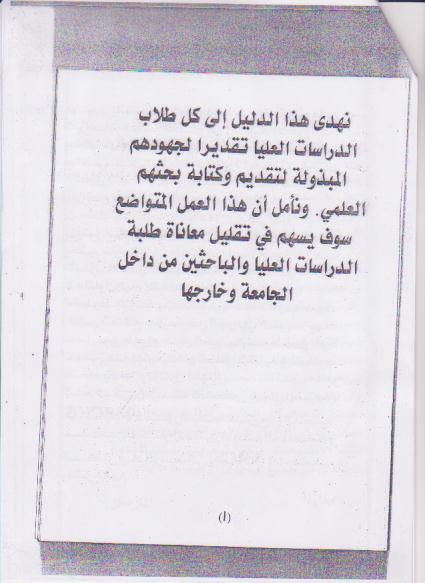 نهدى هذا الدليل إلى كل طلاب
الدراسات العليا تقديرا لجهودهم
المبذولة لتقديم وكتابة بحثهم
العلمي. ونأمل أن هذا العمل المتواضع
سوف يسهم في تقليل معاناة طلبة
الدراسات العليا والباحثين من داخل
الجامعة وخارجها
(أ)